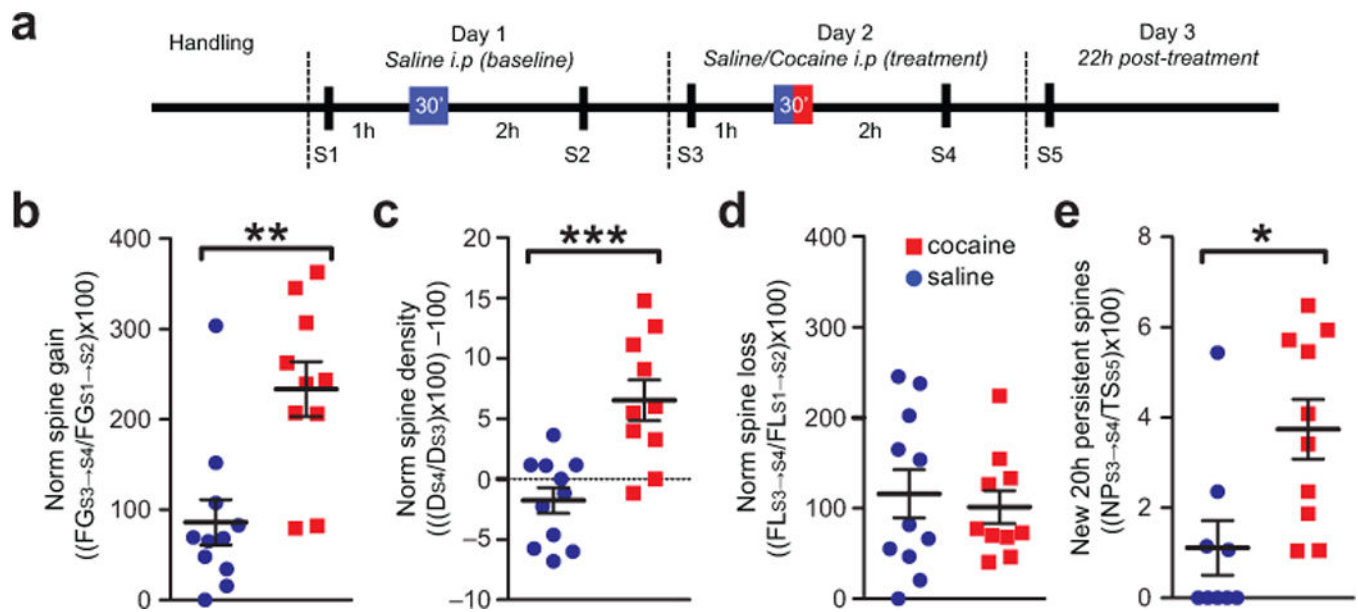 a
Handling
Day 1
Saline i.p (baseline)
Day 2
Saline/Cocaine i.p (treatment)
Day 3
22h post-treatment
30'
30'
1h
2h
1h
2h
S1
S2
S3
S4
S5
b
Norm spine gain
((FGS3→S4/FGS1→S2)x100)
400
300
200
100
0
**
c
Norm spine density
(((DS4/DS3)x100) –100)
20
15
10
5
0
–5
–10
***
d
Norm spine loss
((FLS3→S4/FLS1→S2)x100)
400
300
200
100
0
cocaine
saline
e
New 20h persistent spines
((NPS3→S4/TSS5)x100)
8
6
4
2
0
*